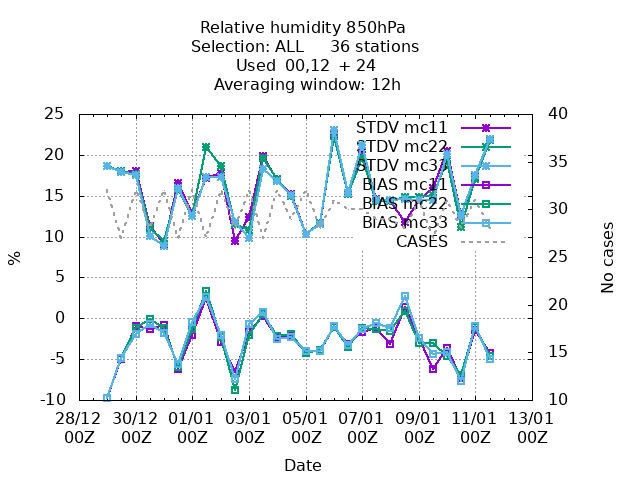 Relative humidity 850hPa
Selection: ALL 36 stations
Used 00,12 + 24
Averaging window: 12h
25
20
15
10
5
0
-5
-10
%
40
35
30
25
20
15
10
No cases
STDV mc11
STDV mc22
STDV mc33
BIAS mc11
BIAS mc22
BIAS mc33
CASES
28/12 30/12 01/01 03/01 05/01 07/01 09/01 11/01 13/01
00Z 00Z 00Z 00Z 00Z 00Z 00Z 00Z 00Z
Date